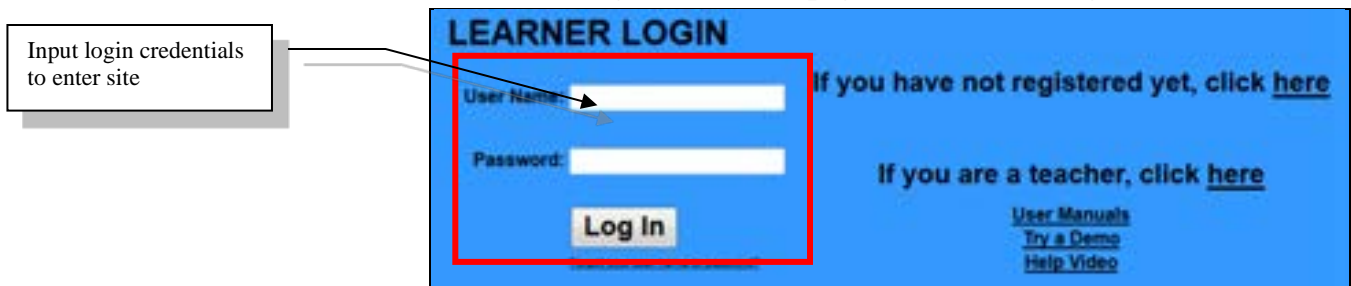 Input login credentials
to enter site
LEARNER LOGIN
User Name:
Password:
Log In
If you have not registered yet, click here
If you are a teacher, click here
User Manuals
Try a Demo
Help Video